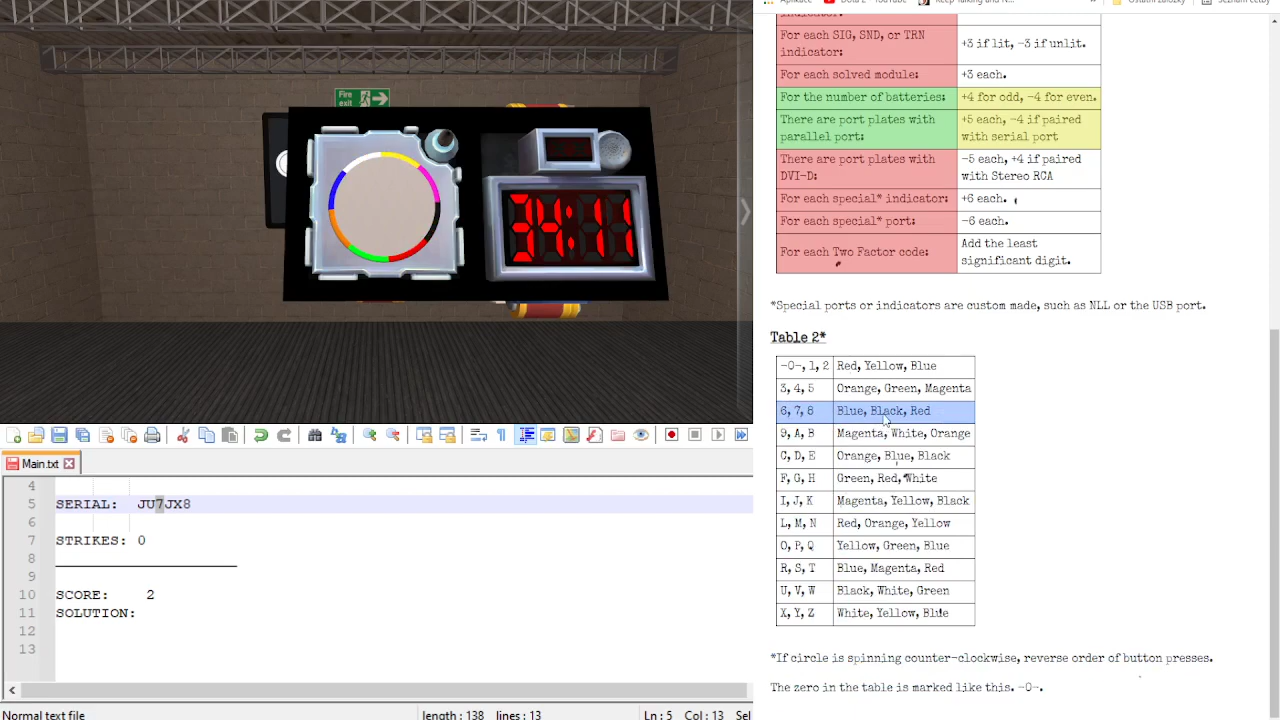 Fire
exit
34:11
Main.txt
4
5 SERIAL: JU7JX8
6
7 STRIKES: 0
8
9
10 SCORE: 2
11 SOLUTION:
12
13
Normal text file length : 138 lines : 13 Ln : 5 Col : 13 Sel
Ostatní záložky
Seznam četby
indicator:
For each SIG, SND, or TRN
indicator:
+3 if lit, -3 if unlit.
For each solved module: +3 each.
For the number of batteries: +4 for odd, -4 for even.
There are port plates with
parallel port:
+5 each, -4 if paired
with serial port
There are port plates with
DVI-D:
-5 each, +4 if paired
with Stereo RCA
For each special* indicator: +6 each.
For each special* port: -6 each.
For each Two Factor code:
Add the least
significant digit.
*Special ports or indicators are custom made, such as NLL or the USB port.
Table 2*
-0-, 1, 2 Red, Yellow, Blue
3, 4, 5 Orange, Green, Magenta
6, 7, 8 Blue, Black, Red
9, A, B Magenta, White, Orange
C, D, E Orange, Blue, Black
F, G, H Green, Red, White
I, J, K Magenta, Yellow, Black
L, M, N Red, Orange, Yellow
O, P, Q Yellow, Green, Blue
R, S, T Blue, Magenta, Red
U, V, W Black, White, Green
X, Y, Z White, Yellow, Blue
*If circle is spinning counter-clockwise, reverse order of button presses.
The zero in the table is marked like this. -0-.